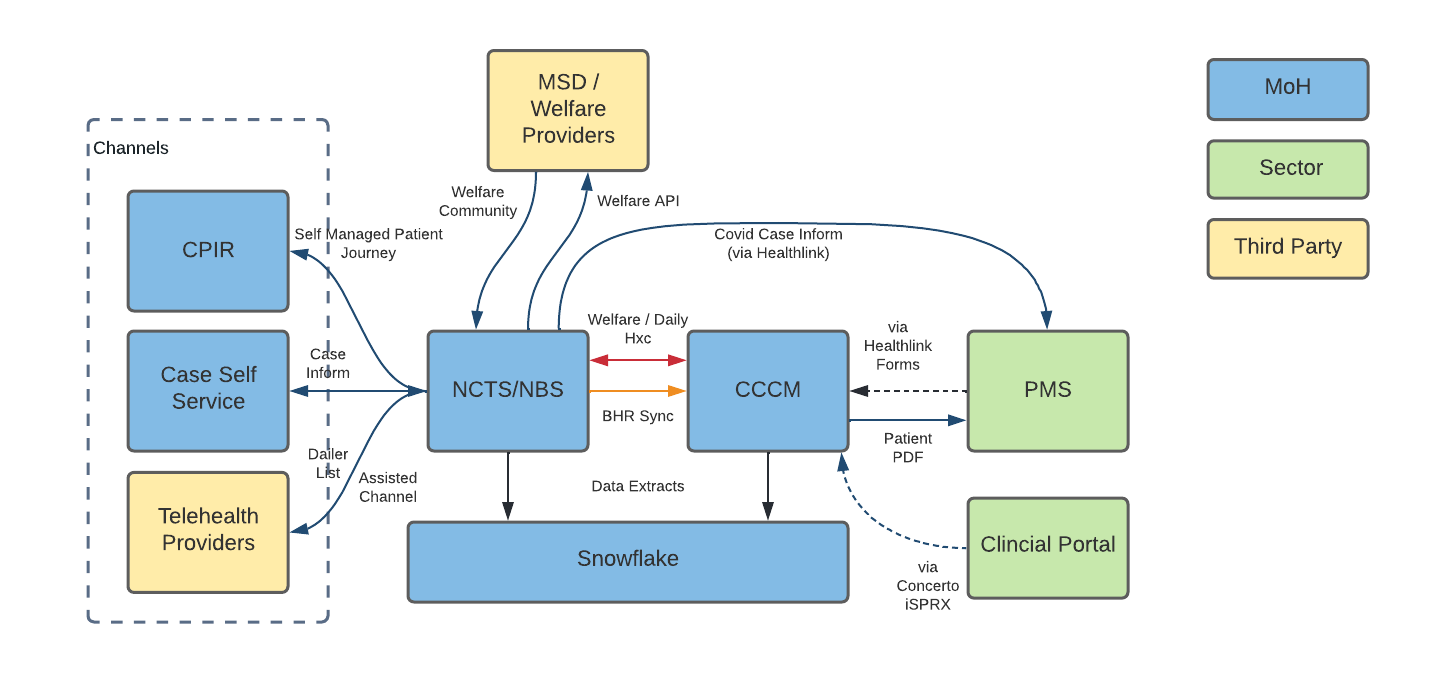 MSD /
Welfare
Providers
MoH
Sector
Third Party
Channels
CPIR
Self Managed Patient
Journey
Welfare
Community
Welfare API
Covid Case Inform
(via Healthlink)
Case Self
Service
Case
Inform
NCTS/NBS
Welfare / Daily
Hxc
BHR Sync
CCCM
via
Healthlink
Forms
PMS
Patient
PDF
Dailer
List
Assisted
Channel
Telehealth
Providers
Data Extracts
Snowflake
Clincial Portal
via
Concerto
iSPRX